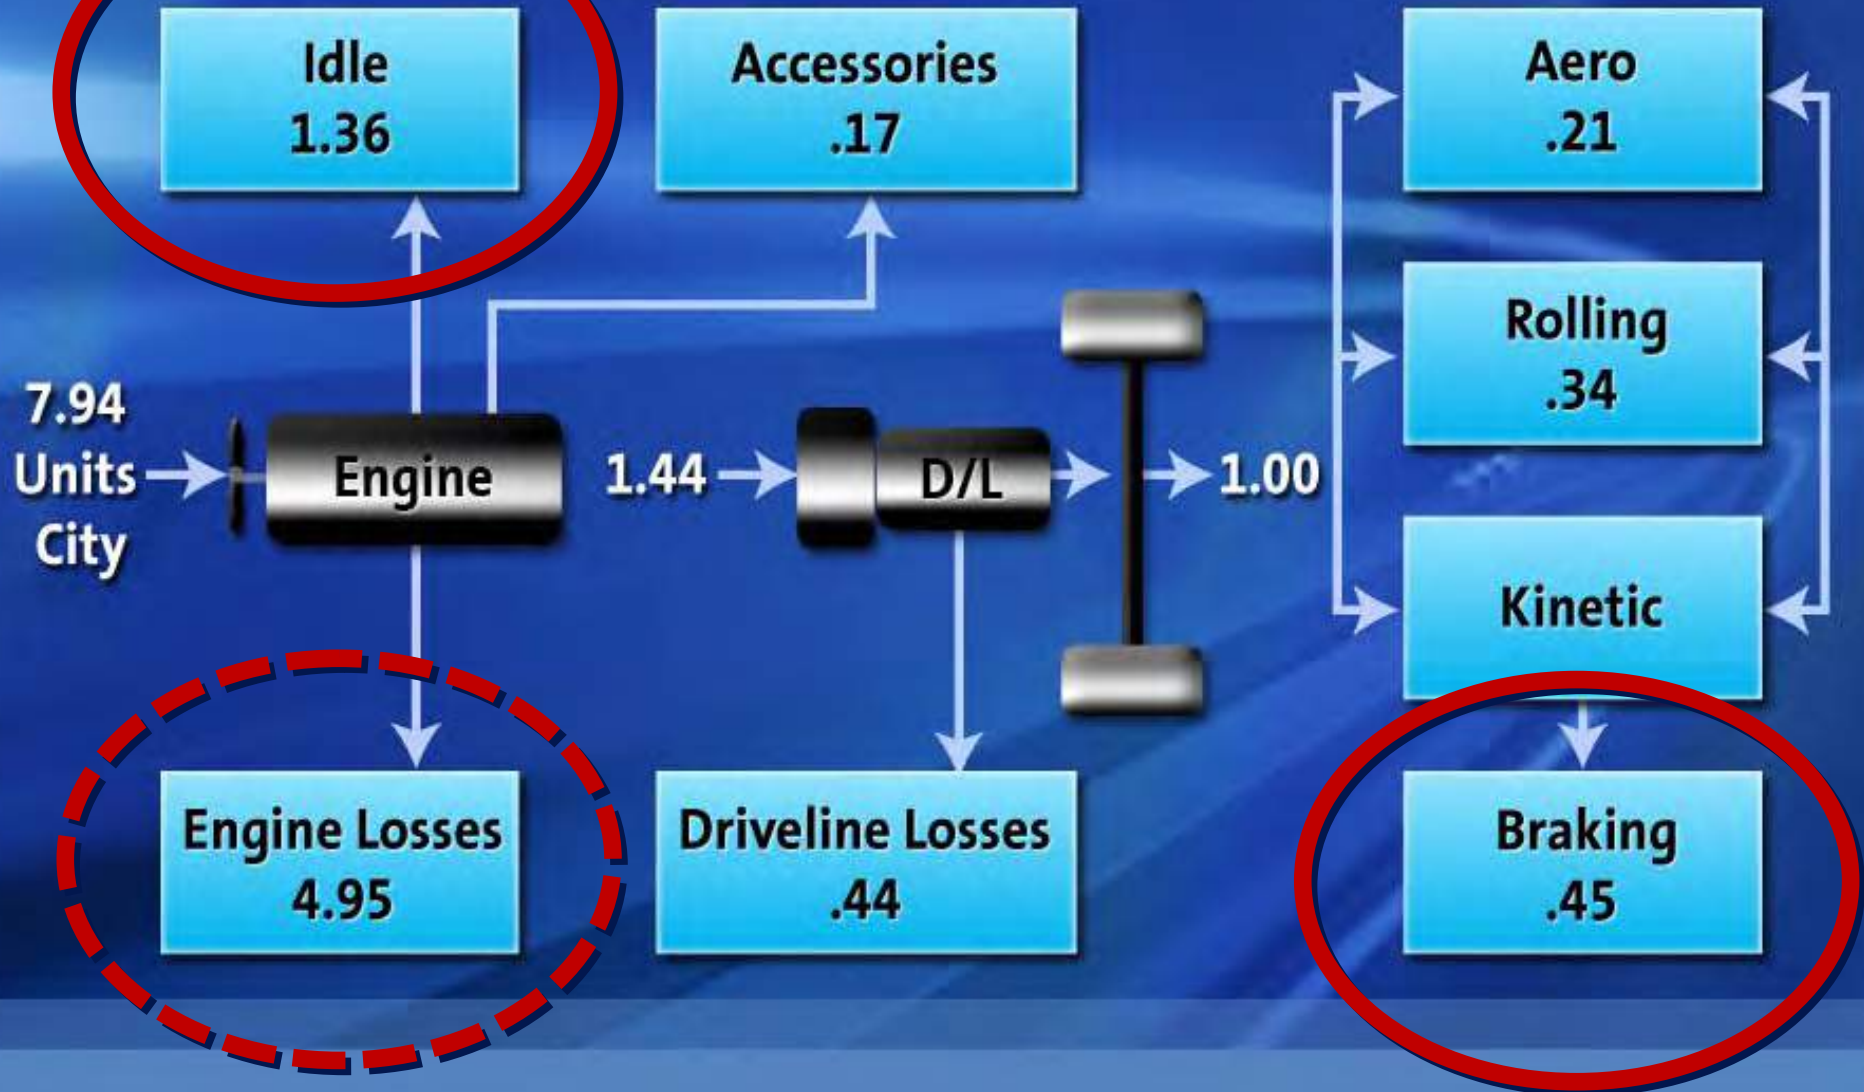 Idle
1.36
Accessories
.17
Aero
.21
Rolling
.34
7.94
Units
City
Engine
1.44
D/L
1.00
Kinetic
Engine Losses
4.95
Driveline Losses
.44
Braking
.45